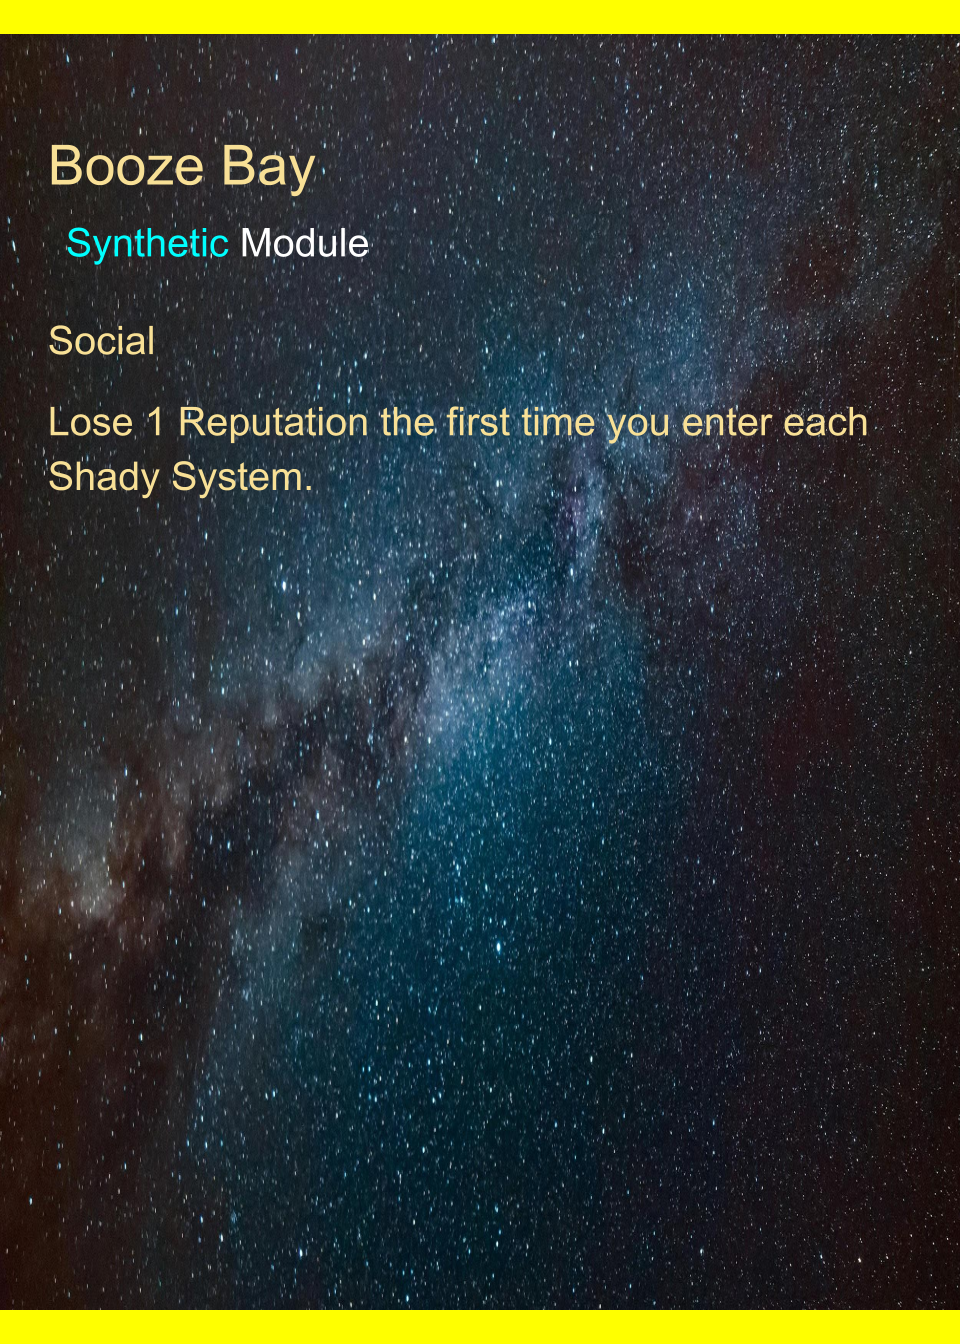 Booze Bay
Synthetic Module
Social
Lose 1 Reputation the first time you enter each
Shady System.